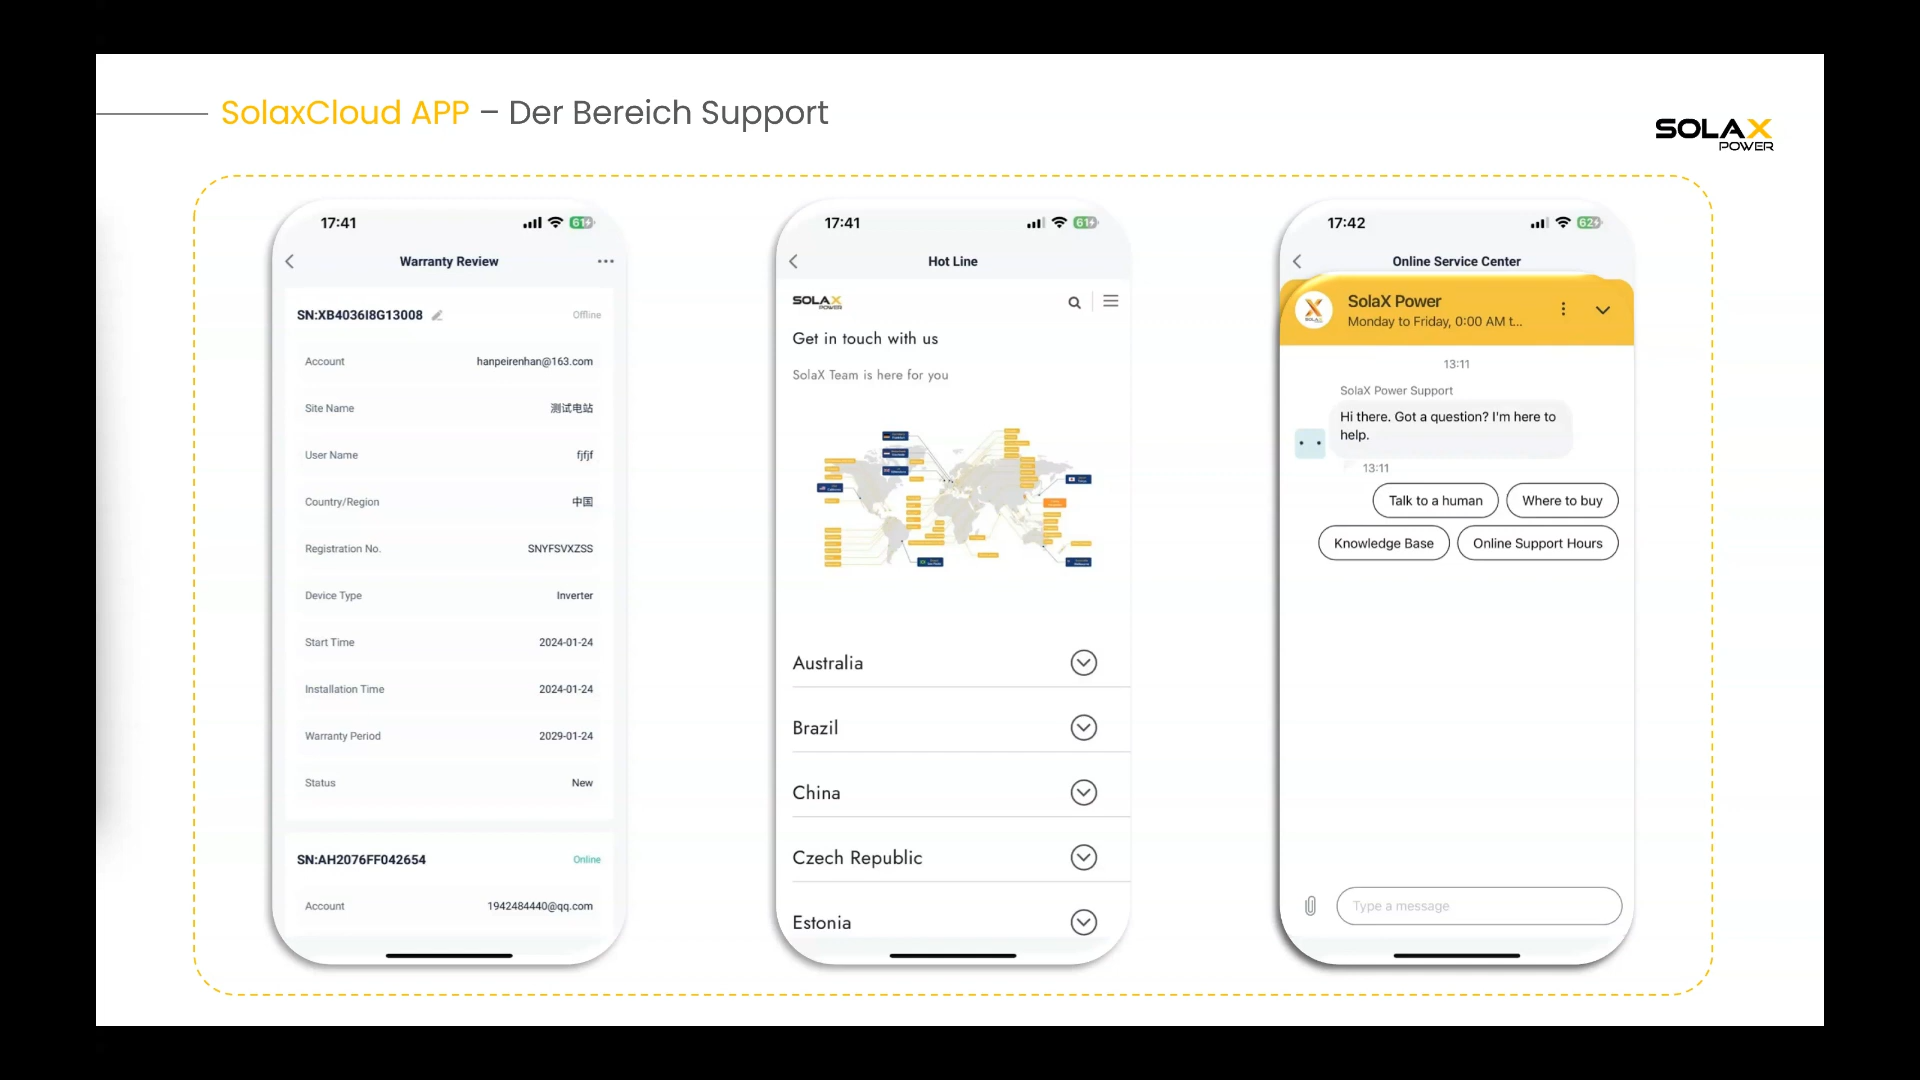 SolaxCloud APP – Der Bereich Support
SOLAX
POWER
17:41
61
Warranty Review
SN:XB4036I8G13008
Offline
Account
hanpeirenhan@163.com
Site Name
测试电站
User Name
fjfjf
Country/Region
中国
Registration No.
SNYFSVXZSS
Device Type
Inverter
Start Time
2024-01-24
Installation Time
2024-01-24
Warranty Period
2029-01-24
Status
New
SN:AH2076FF042654
Online
Account
1942484440@qq.com
17:41
61
Hot Line
SOLAX
POWER
Get in touch with us
SolaX Team is here for you
Australia
Brazil
China
Czech Republic
Estonia
17:42
62
Online Service Center
SolaX Power
Monday to Friday, 0:00 AM t...
13:11
SolaX Power Support
Hi there. Got a question? I'm here to
help.
13:11
Talk to a human
Where to buy
Knowledge Base
Online Support Hours
Type a message